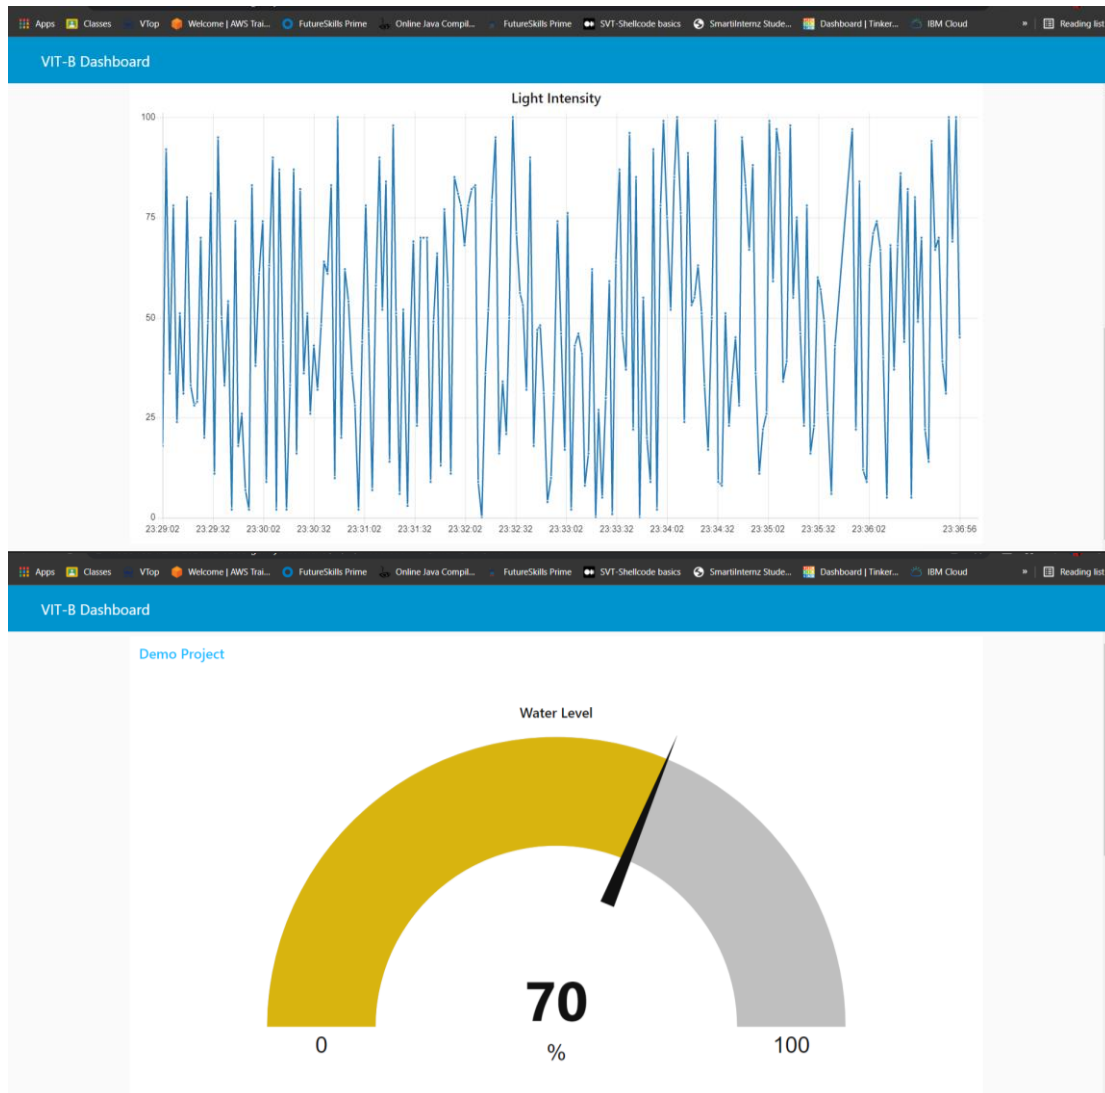 Apps Classes VTop Welcome | AWS Trai... FutureSkills Prime Online Java Compil... FutureSkills Prime SVT-Shellcode basics Smartilnternz Stude... Dashboard | Tinker... IBM Cloud » Reading list
VIT-B Dashboard
Light Intensity
100
75
50
25
0
23:29:02 23:29:32 23:30:02 23:30:32 23:31:02 23:31:32 23:32:02 23:32:32 23:33:02 23:33:32 23:34:02 23:34:32 23:35:02 23:35:32 23:36:02 23:36:56
Apps Classes VTop Welcome | AWS Trai... FutureSkills Prime Online Java Compil... FutureSkills Prime SVT-Shellcode basics Smartilnternz Stude... Dashboard | Tinker... IBM Cloud » Reading list
VIT-B Dashboard
Demo Project
Water Level
70
0 % 100